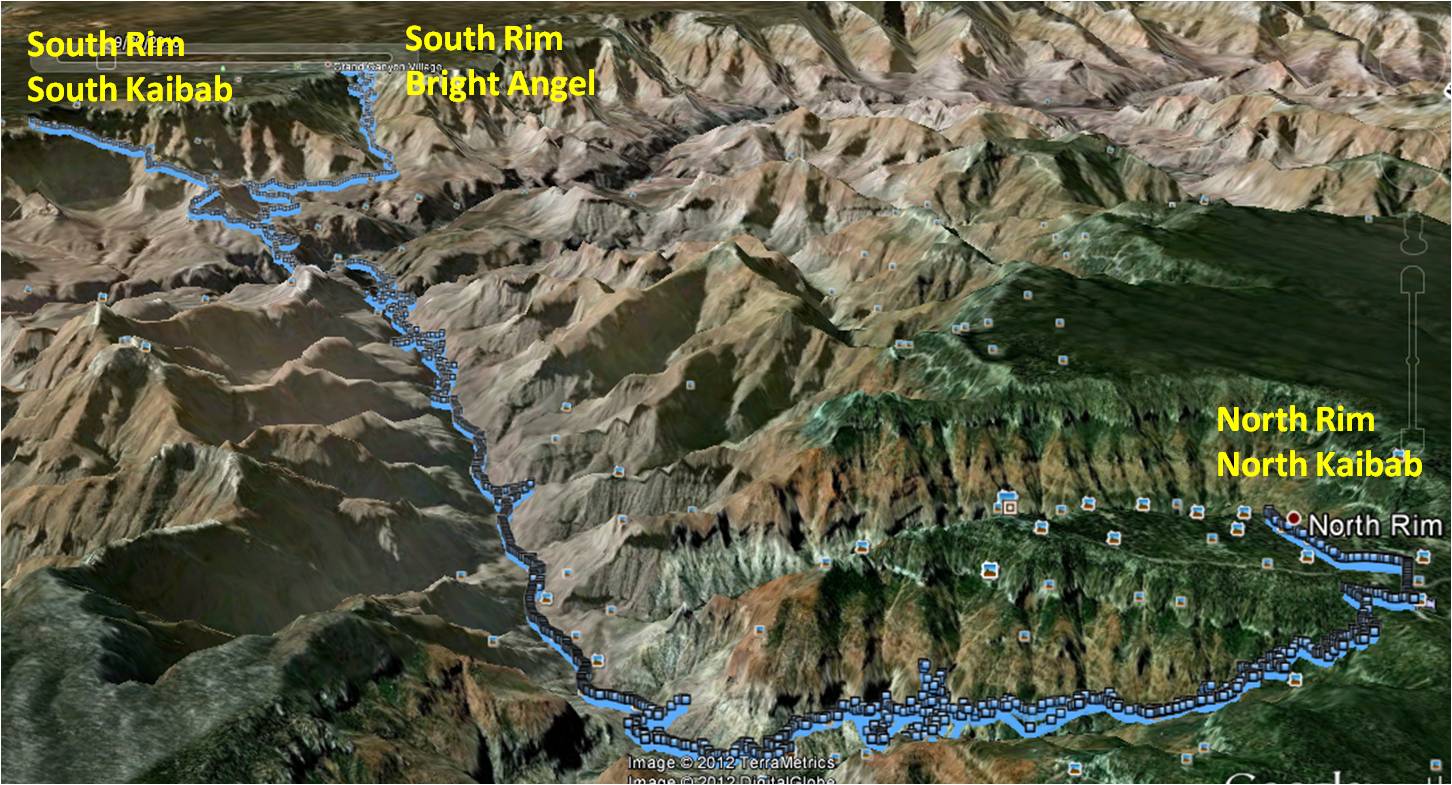 South Rim
South Kaibab
South Rim
Bright Angel
Grand Canyon Village
North Rim
North Kaibab
North Rim
Image © 2012 TerraMetrics
Image © 2012 DigitalGlobe